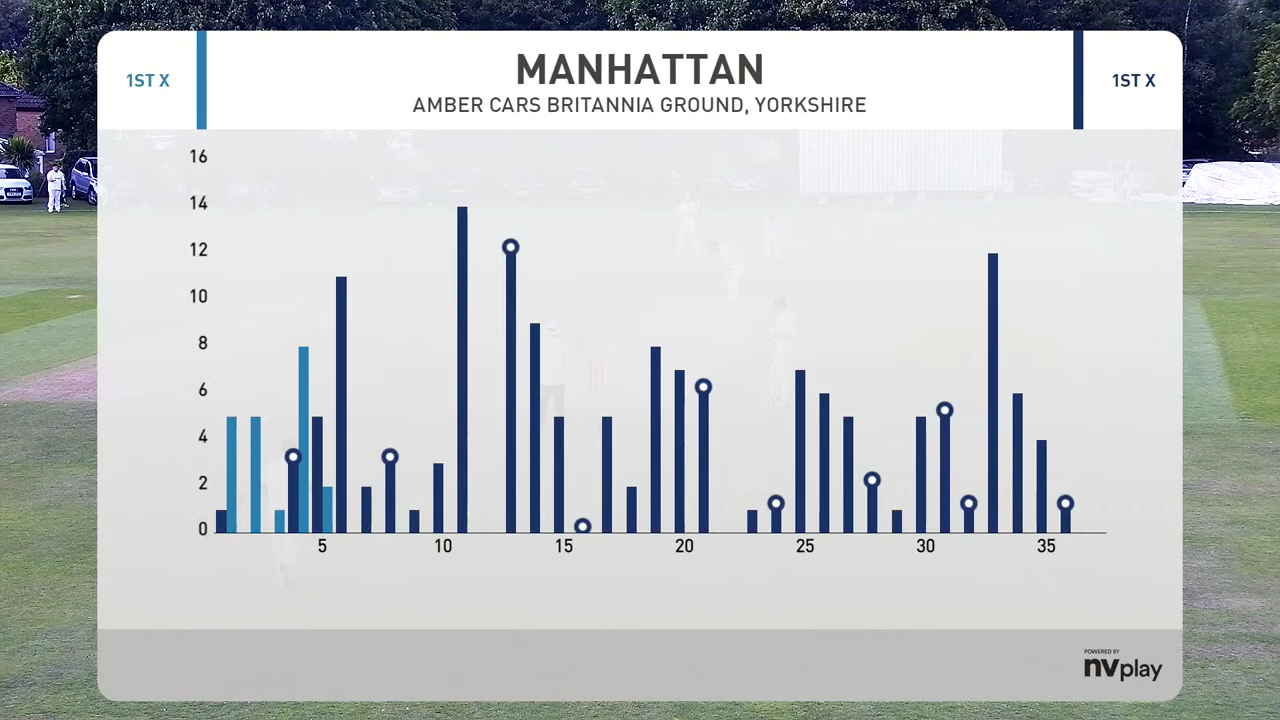 1ST X
MANHATTAN
AMBER CARS BRITANNIA GROUND, YORKSHIRE
1ST X
16
14
12
10
8
6
4
2
0
5 10 15 20 25 30 35
POWERED BY
nvplay